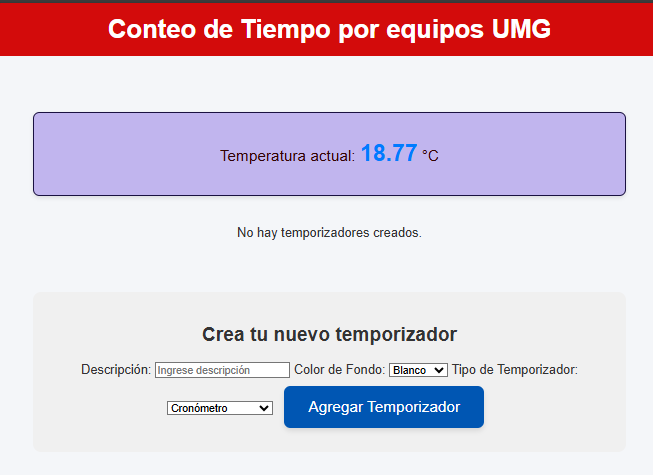 Conteo de Tiempo por equipos UMG
Temperatura actual: 18.77 °C
No hay temporizadores creados.
Crea tu nuevo temporizador
Descripción: Ingrese descripción Color de Fondo: Blanco Tipo de Temporizador:
Cronómetro Agregar Temporizador